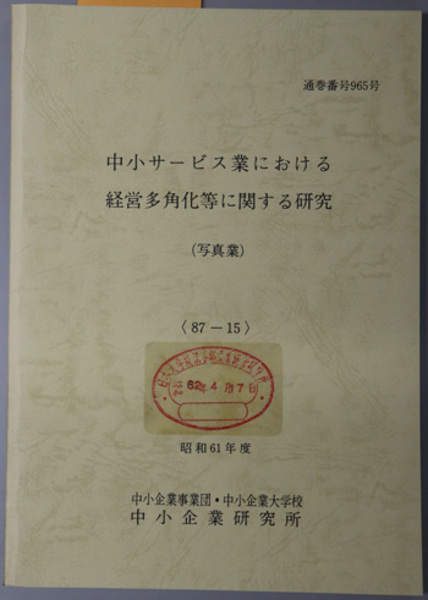 通巻番号965号
中小サービス業における
経営多角化等に関する研究
(写真業)
〈 87 − 15 〉
62. 4 月 7 日
昭和61年度
中小企業事業団・中小企業大学校
中小企業研究所